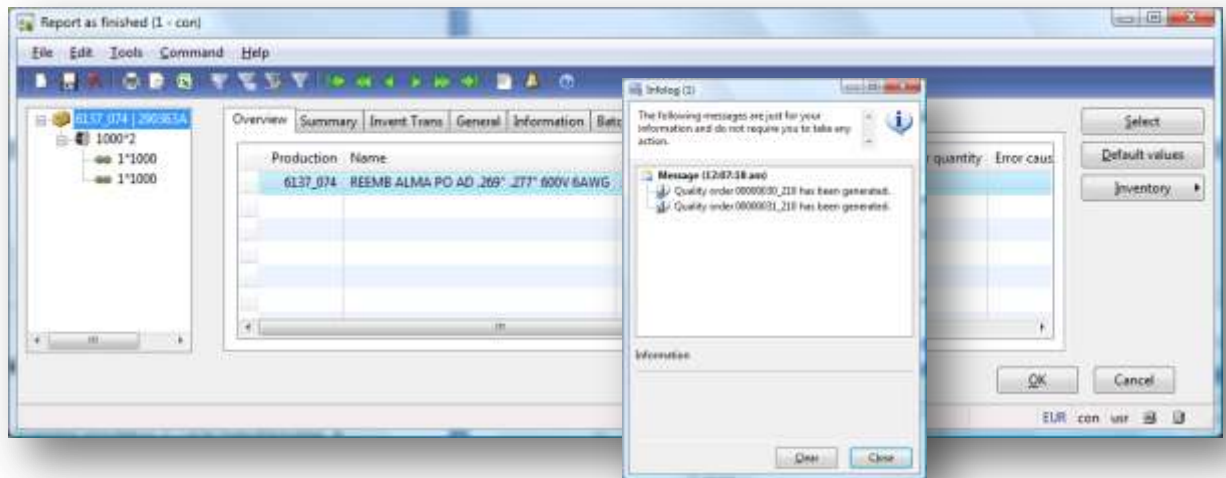 Report as finished (1 - con)
File Edit Tools Command Help
6137_074 | 290363A
1000*2
1*1000
1*1000
Overview Summary Invent Trans General Information Batc
Production Name quantity Error caus
6137_074 REEMB ALMA PO AD .269" .277" 600V 6AWG
Select
Default values
Inventory
OK Cancel
EUR con usr
Infolog (1)
The following messages are just for your
information and do not require you to take any
action.
Message (12:07:18 am)
Quality order 00000030_210 has been generated.
Quality order 00000031_210 has been generated.
Information
Clear Close